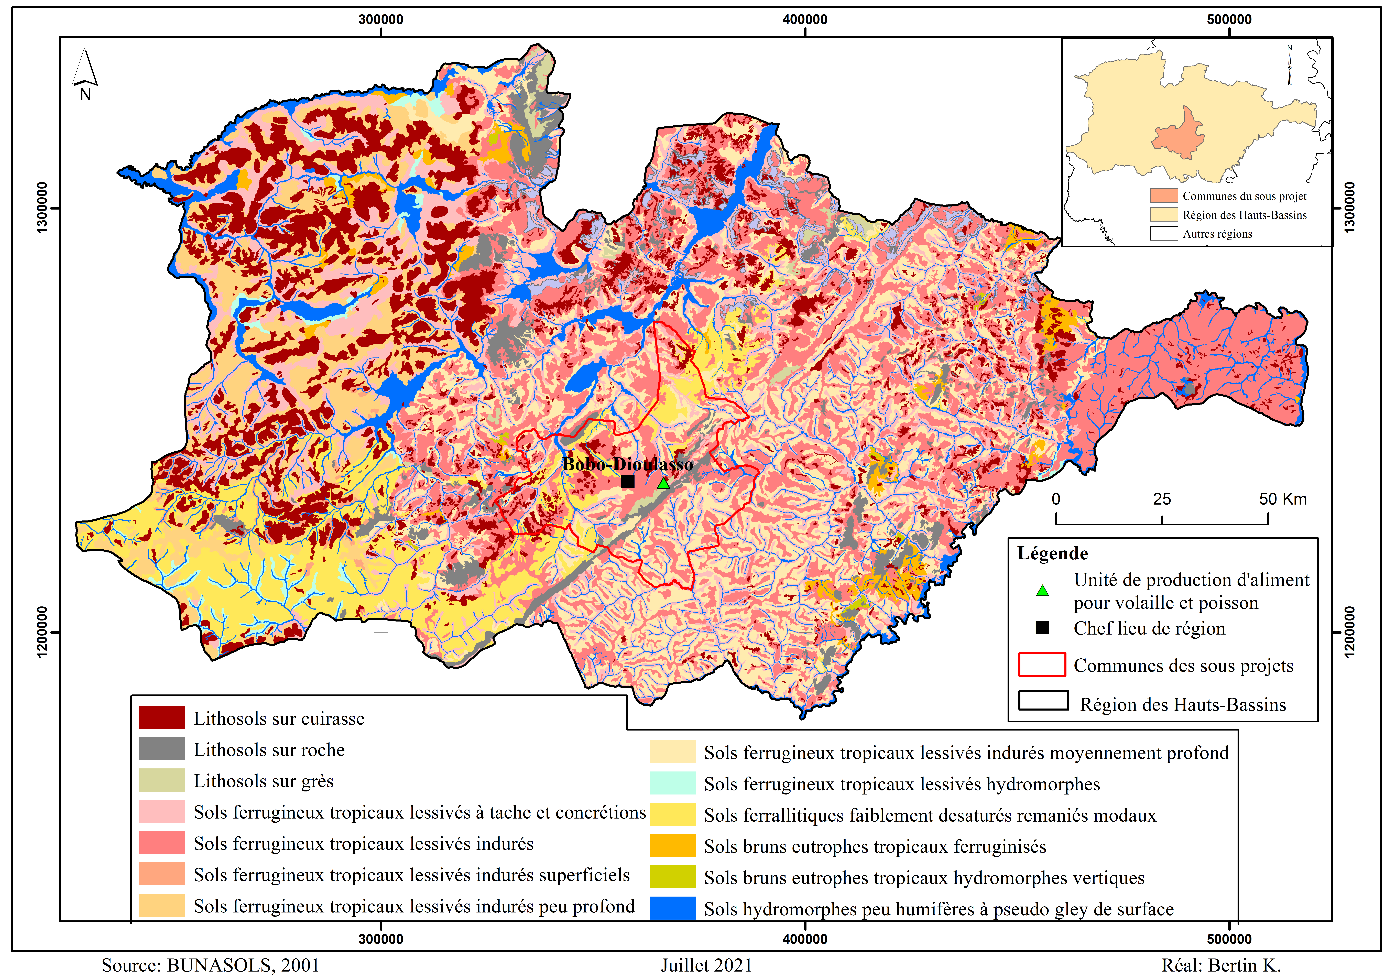 300000
400000
500000
N
1300000
1300000
Communes du sous projet
Région des Hauts-Bassins
Autres régions
Bobo-Dioulasso
0 25 50 Km
1200000
1200000
Légende
Unité de production d'aliment
pour volaille et poisson
Chef lieu de région
Communes des sous projets
Région des Hauts-Bassins
Lithosols sur cuirasse
Lithosols sur roche
Lithosols sur grès
Sols ferrugineux tropicaux lessivés à tache et concrétions
Sols ferrugineux tropicaux lessivés indurés
Sols ferrugineux tropicaux lessivés indurés superficiels
Sols ferrugineux tropicaux lessivés indurés peu profond
Sols ferrugineux tropicaux lessivés indurés moyennement profond
Sols ferrugineux tropicaux lessivés hydromorphes
Sols ferrallitiques faiblement desaturés remaniés modaux
Sols bruns eutrophes tropicaux ferruginisés
Sols bruns eutrophes tropicaux hydromorphes vertiques
Sols hydromorphes peu humifères à pseudo gley de surface
300000
400000
500000
Source: BUNASOLS, 2001
Juillet 2021
Réal: Bertin K.